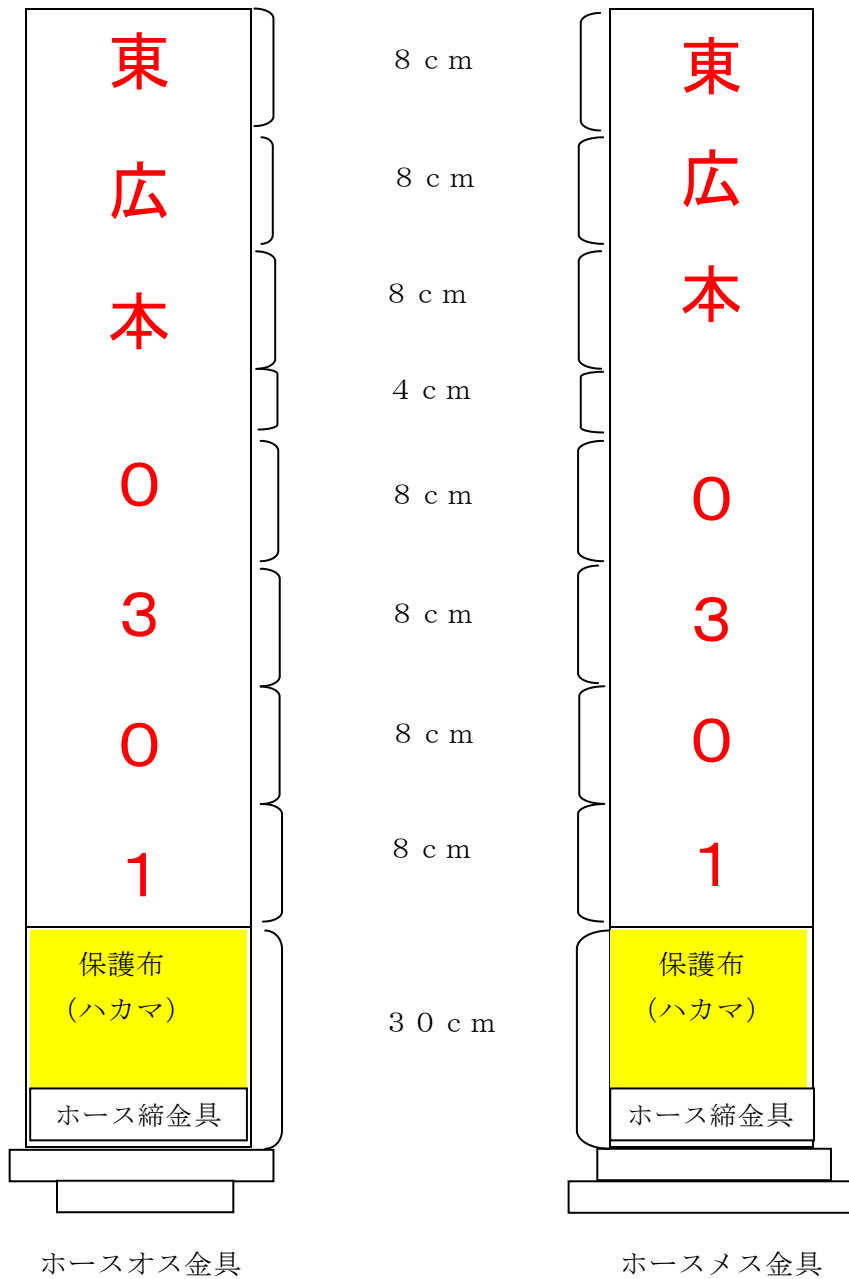 東
広
本
０
３
０
１
保護布
（ハカマ）
ホース締金具
ホースオス金具
８ｃｍ
８ｃｍ
８ｃｍ
４ｃｍ
８ｃｍ
８ｃｍ
８ｃｍ
８ｃｍ
３０ｃｍ
東
広
本
０
３
０
１
保護布
（ハカマ）
ホース締金具
ホースメス金具